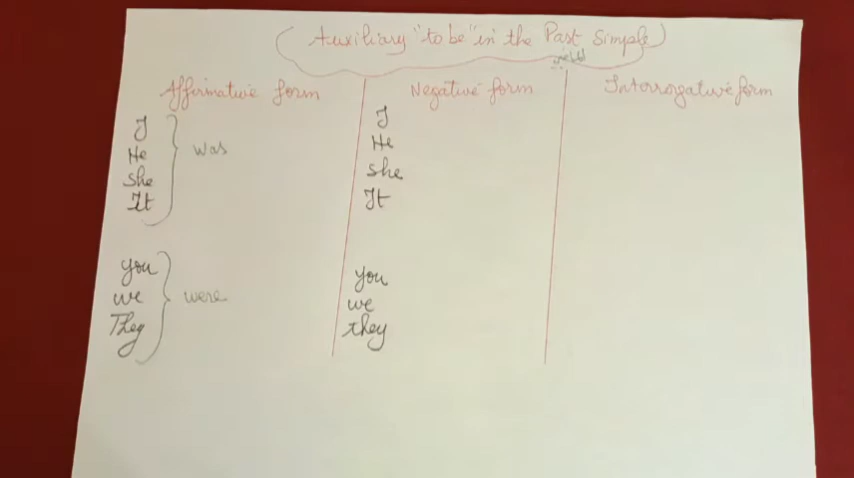 Auxiliary "to be" in the Past Simple
Affirmative form
I
He
She
It
was
you
we
They
were
Negative form
I
He
she
It
you
we
they
Interrogative form